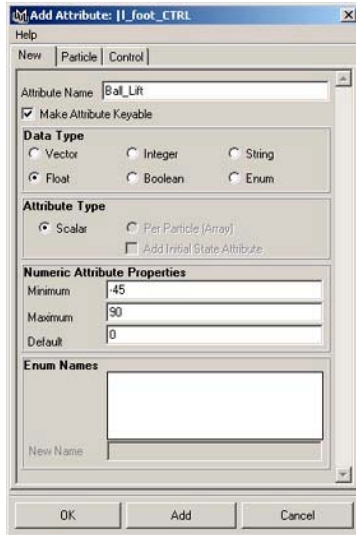 Add Attribute: |l_foot_CTRL
Help
New Particle Control
Attribute Name Ball_Lift
Make Attribute Keyable
Data Type
Vector Integer String
Float Boolean Enum
Attribute Type
Scalar Per Particle (Array)
Add Initial State Attribute
Numeric Attribute Properties
Minimum -45
Maximum 90
Default 0
Enum Names
New Name
OK Add Cancel